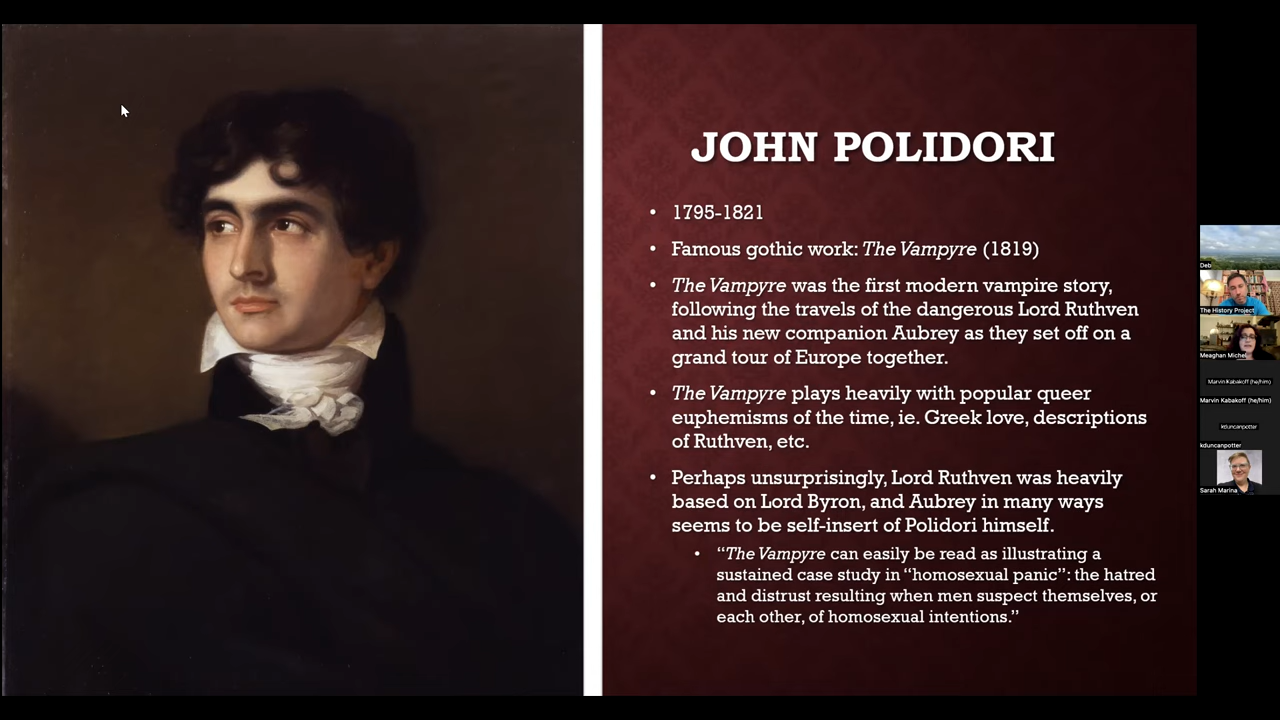 JOHN POLIDORI
• 1795-1821
• Famous gothic work: The Vampyre (1819)
• The Vampyre was the first modern vampire story,
following the travels of the dangerous Lord Ruthven
and his new companion Aubrey as they set off on a
grand tour of Europe together.
• The Vampyre plays heavily with popular queer
euphemisms of the time, ie. Greek love, descriptions
of Ruthven, etc.
• Perhaps unsurprisingly, Lord Ruthven was heavily
based on Lord Byron, and Aubrey in many ways
seems to be self-insert of Polidori himself.
• “The Vampyre can easily be read as illustrating a
sustained case study in “homosexual panic”: the hatred
and distrust resulting when men suspect themselves, or
each other, of homosexual intentions.”
Deb
The History Project
Meaghan Michel
Marvin Kabakoff (he/him)
Marvin Kabakoff (he/him)
kduncanpotter
kduncanpotter
Sarah Marina